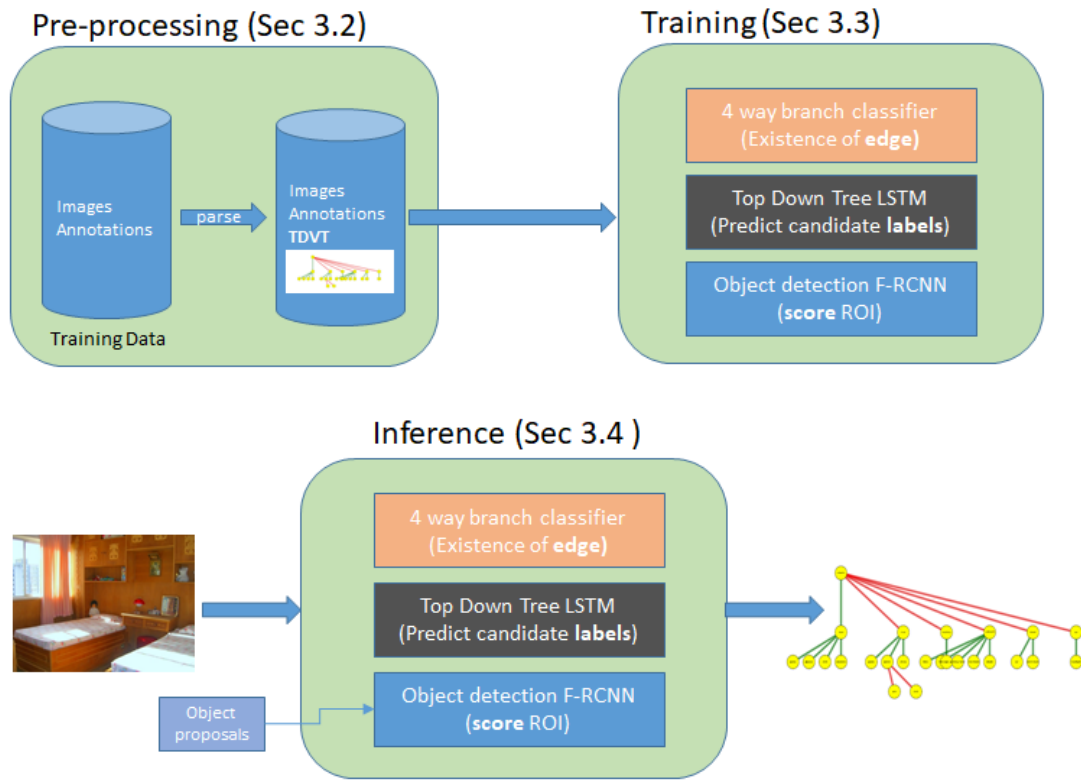 Pre-processing (Sec 3.2)
Images
Annotations
parse
Images
Annotations
TDVT
Training Data
Training (Sec 3.3)
4 way branch classifier
(Existence of edge)
Top Down Tree LSTM
(Predict candidate labels)
Object detection F-RCNN
(score ROI)
Inference (Sec 3.4 )
4 way branch classifier
(Existence of edge)
Top Down Tree LSTM
(Predict candidate labels)
Object detection F-RCNN
(score ROI)
Object
proposals